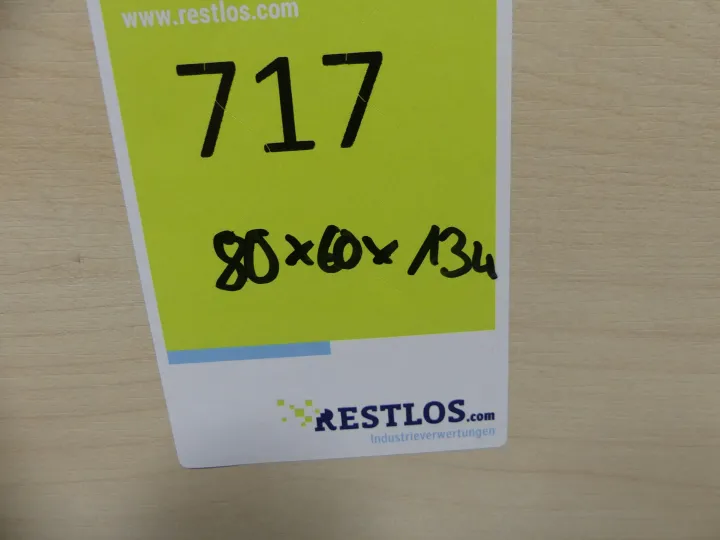 www.restlos.com
717
80x60x134
RESTLOS.com
Industrieverwertungen